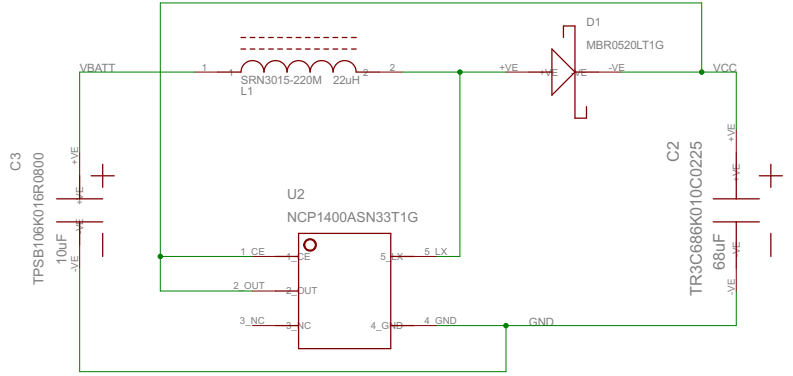 D1
MBR0520LT1G
VBATT
1
1
SRN3015-220M
22uH
2
2
L1
+VE
+VE
VE
-VE
VCC
C3
TPSB106K016R0800
10uF
+VE
+VE
-VE
-VE
U2
NCP1400ASN33T1G
1_CE
1_CE
5_LX
5_LX
2_OUT
2_OUT
3_NC
3_NC
4_GND
4_GND
GND
C2
TR3C686K010C0225
68uF
+VE
+VE
-VE
-VE